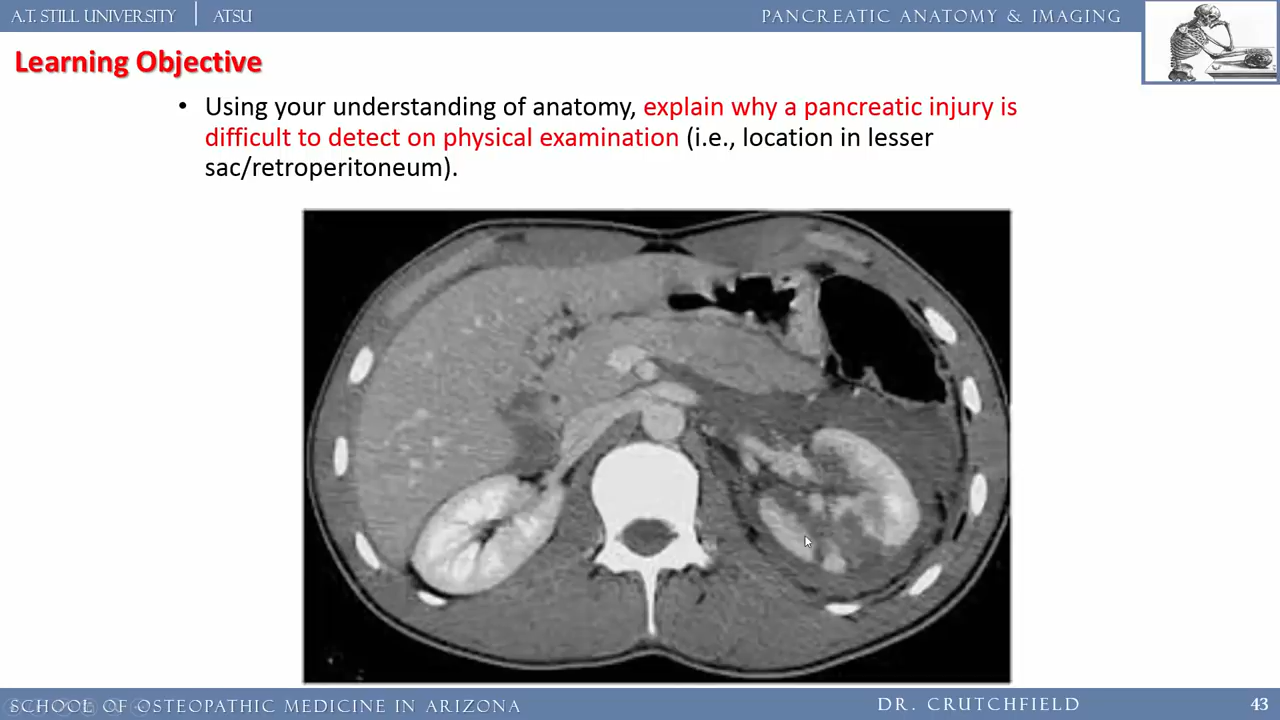 A.T. STILL UNIVERSITY | ATSU
PANCREATIC ANATOMY & IMAGING
Learning Objective
• Using your understanding of anatomy, explain why a pancreatic injury is
difficult to detect on physical examination (i.e., location in lesser
sac/retroperitoneum).
SCHOOL OF OSTEOPATHIC MEDICINE IN ARIZONA
DR. CRUTCHFIELD
43